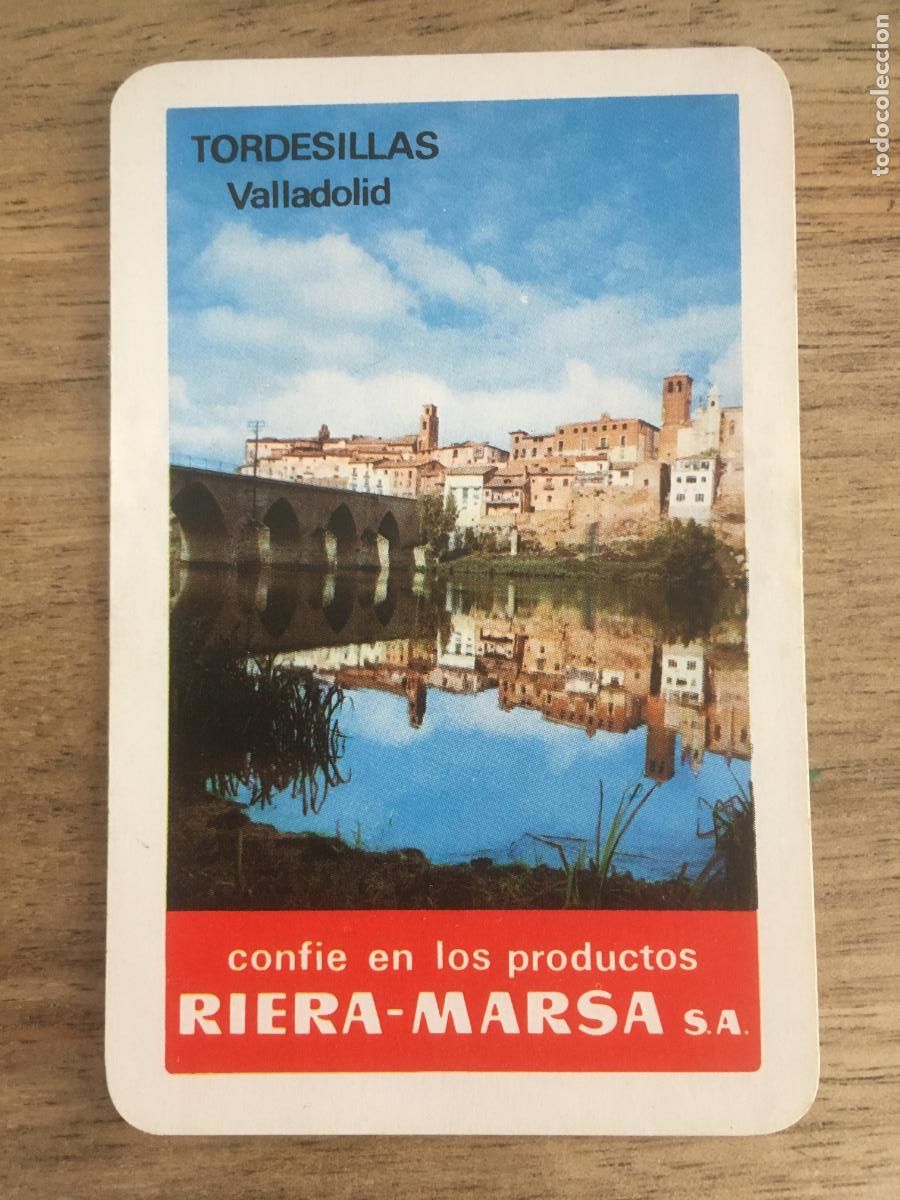 TORDESILLAS
Valladolid
confie en los productos
RIERA-MARSA S.A.
todocoleccion